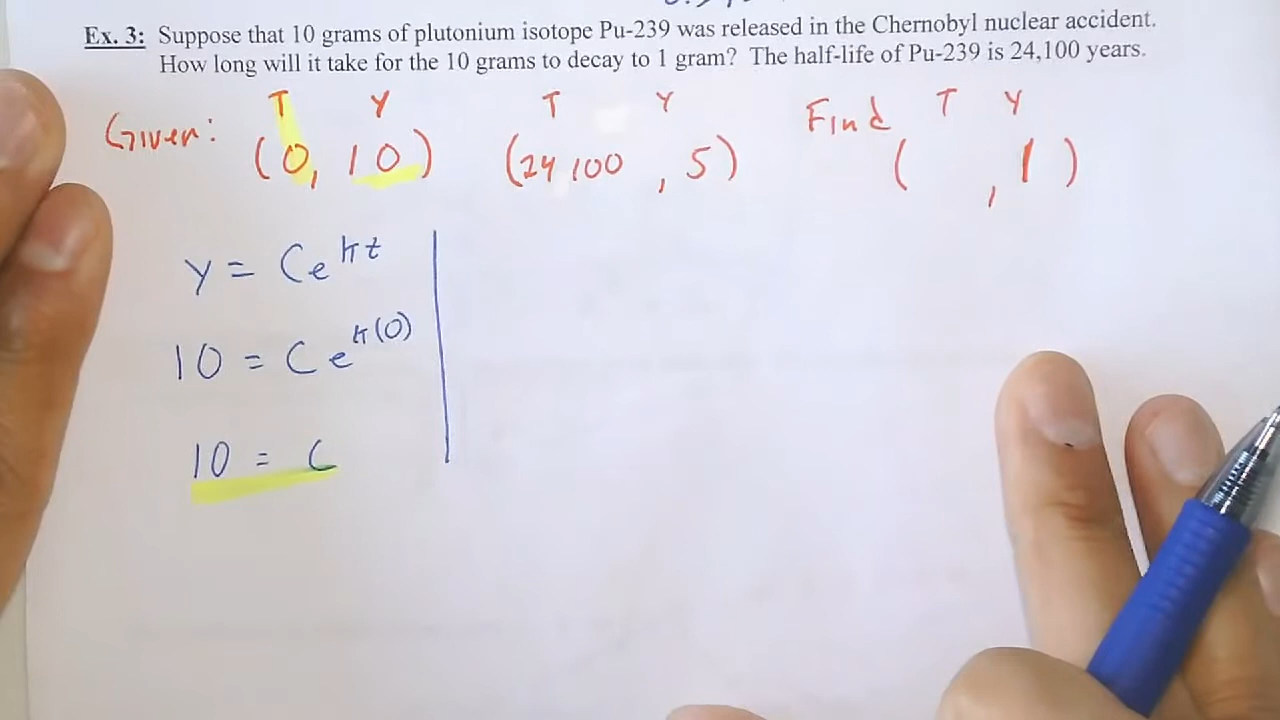 Ex. 3: Suppose that 10 grams of plutonium isotope Pu-239 was released in the Chernobyl nuclear accident.
How long will it take for the 10 grams to decay to 1 gram? The half-life of Pu-239 is 24,100 years.
T Y T Y Find T Y
Given: (0, 10) (24100, 5) ( , 1)
y = Ce^kt
10 = Ce^k(0)
10 = C